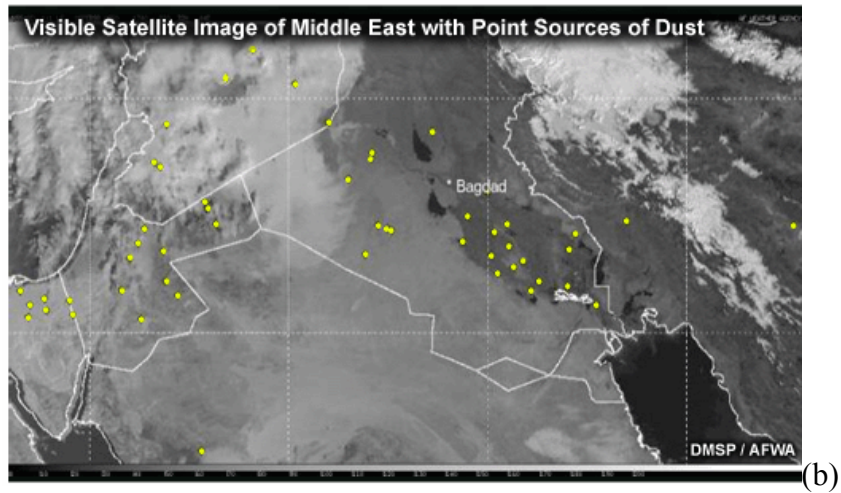 Visible Satellite Image of Middle East with Point Sources of Dust
Bagdad
DMSP / AFWA
(b)